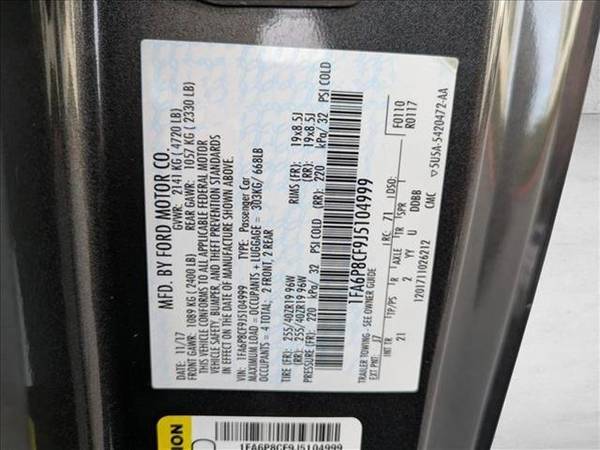 MFD. BY FORD MOTOR CO.
11/17 GVWR: 2141 KG ( 4720 LB)
FRONT GAWR: 1089 KG ( 2400 LB) REAR GAWR: 1057 KG ( 2330 LB)
THIS VEHICLE CONFORMS TO ALL APPLICABLE FEDERAL MOTOR
VEHICLE SAFETY, BUMPER, AND THEFT PREVENTION STANDARDS
IN EFFECT ON THE DATE OF MANUFACTURE SHOWN ABOVE.
VIN: 1FA6P8CF9J5104999 TYPE: Passenger Car
MAXIMUM LOAD = OCCUPANTS + LUGGAGE = 303KG/ 668LB
OCCUPANTS = 4 TOTAL; 2 FRONT, 2 REAR
TIRE (FR): 255/40ZR19 96W RIMS (FR): 19x8.5J
(RR): 255/40ZR19 96W (RR): 19x8.5J
(FR): 220 kPa/ 32 PSI COLD (RR): 220 kPa/ 32 PSI COLD
1FA6P8CF9J5104999
TRAILER TOWING - SEE OWNER GUIDE
F0110
R0117
EXT PNT: J7 RC: 71 DSO:
INT TR TP/PS R AXLE TR SPR
21 2 YY U DDBB
1201711026212 CMC 5USA-5420472-AA
ION
1FA6P8CF9J5104999